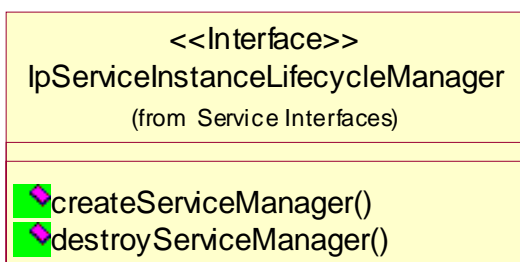 <<Interface>>
IpServiceInstanceLifecycleManager
(from Service Interfaces)
createServiceManager()
destroyServiceManager()